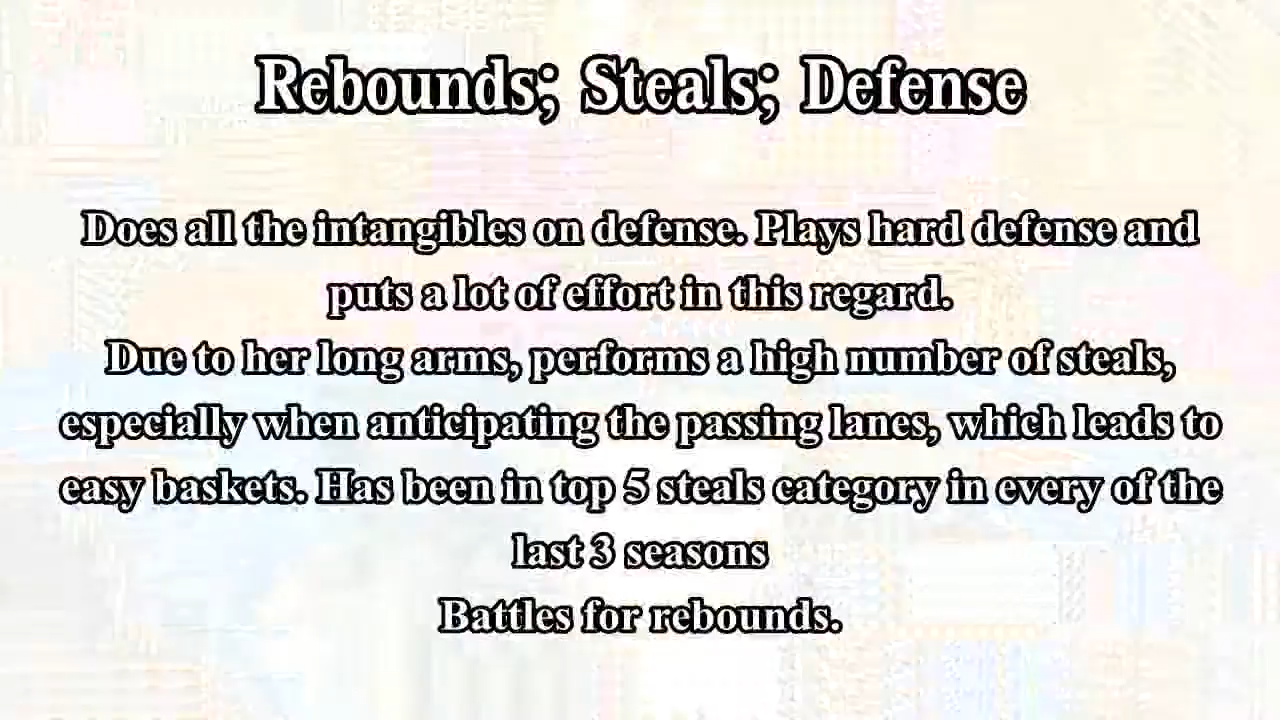 Rebounds; Steals; Defense
Does all the intangibles on defense. Plays hard defense and
puts a lot of effort in this regard.
Due to her long arms, performs a high number of steals,
especially when anticipating the passing lanes, which leads to
easy baskets. Has been in top 5 steals category in every of the
last 3 seasons
Battles for rebounds.